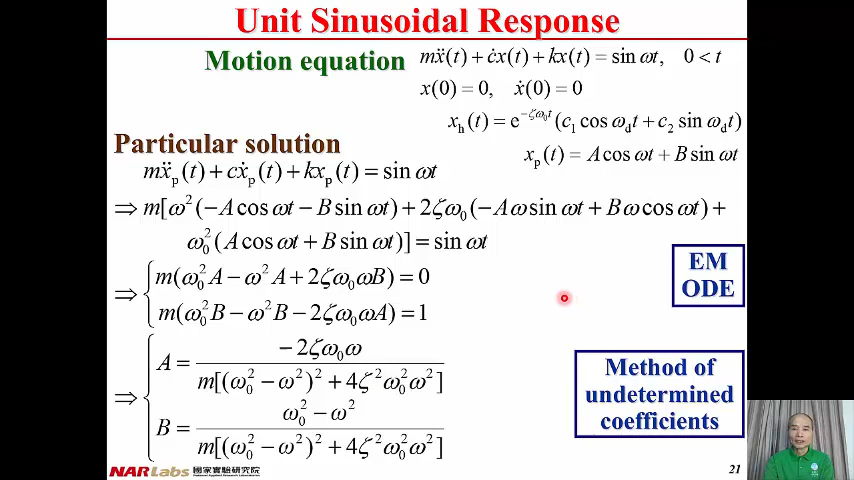 Unit Sinusoidal Response
Motion equation
mẍ(t) + cẋ(t) + kx(t) = sin ωt, 0 < t
x(0) = 0, ẋ(0) = 0
x_h(t) = e^{−ζω₀t}(c₁ cos ω_d t + c₂ sin ω_d t)
Particular solution
x_p(t) = A cos ωt + B sin ωt
mẍ_p(t) + cẋ_p(t) + kx_p(t) = sin ωt
⇒ m[ω²(−A cos ωt − B sin ωt) + 2ζω₀(−Aω sin ωt + Bω cos ωt) +
ω₀²(A cos ωt + B sin ωt)] = sin ωt
⇒ { m(ω₀²A − ω²A + 2ζω₀ωB) = 0
m(ω₀²B − ω²B − 2ζω₀ωA) = 1
⇒ { A = −2ζω₀ω / m[(ω₀² − ω²)² + 4ζ²ω₀²ω²]
B = ω₀² − ω² / m[(ω₀² − ω²)² + 4ζ²ω₀²ω²]
EM
ODE
Method of
undetermined
coefficients
NARLabs 國家實驗研究院
National Applied Research Laboratories
21